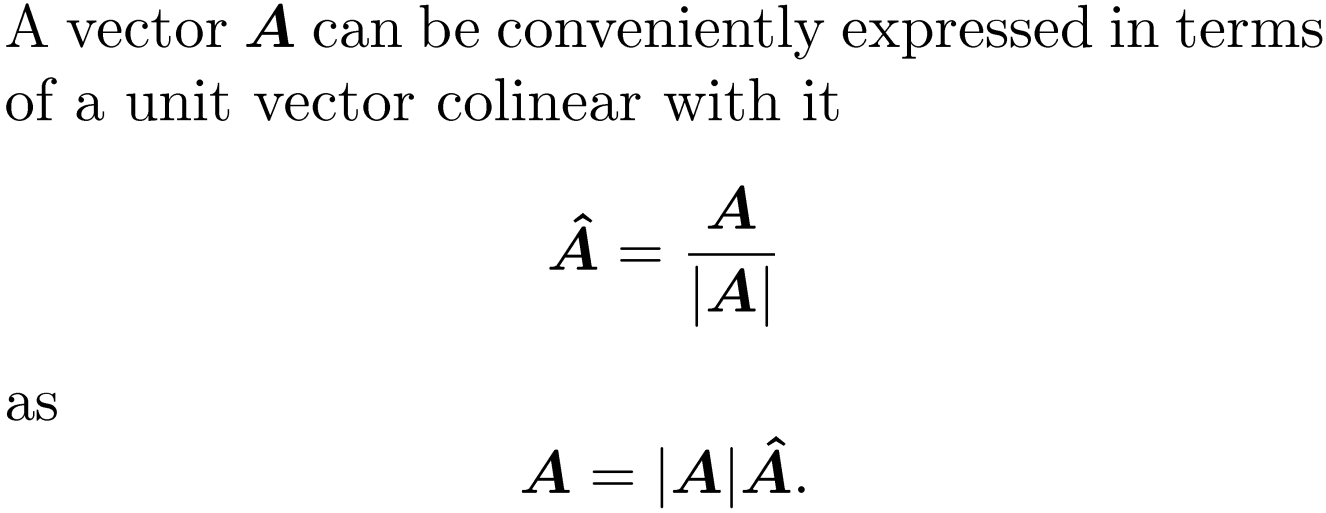 A vector 𝑨 can be conveniently expressed in terms
of a unit vector colinear with it
𝑨̂ = 𝑨 / |𝑨|
as
𝑨 = |𝑨|𝑨̂.